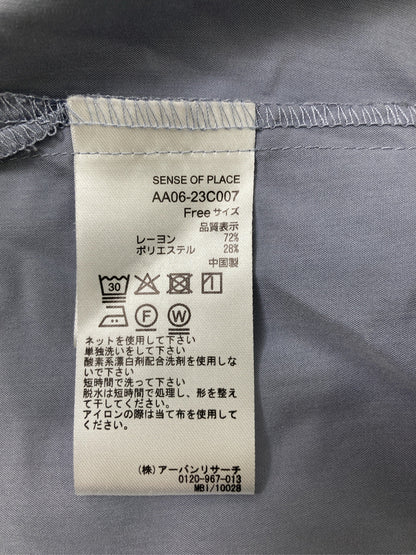 SENSE OF PLACE
AA06-23C007
Freeサイズ
品質表示
レーヨン 72%
ポリエステル 28%
中国製
30
F W
ネットを使用して下さい
単独洗いをして下さい
酸素系漂白剤配合洗剤を使用しな
いで下さい
短時間で洗って下さい
脱水は短時間で処理し、形を整え
て干してください。
アイロンの際は当て布を使用し
てください。
(株)アーバンリサーチ
0120-967-013
MBI/10028